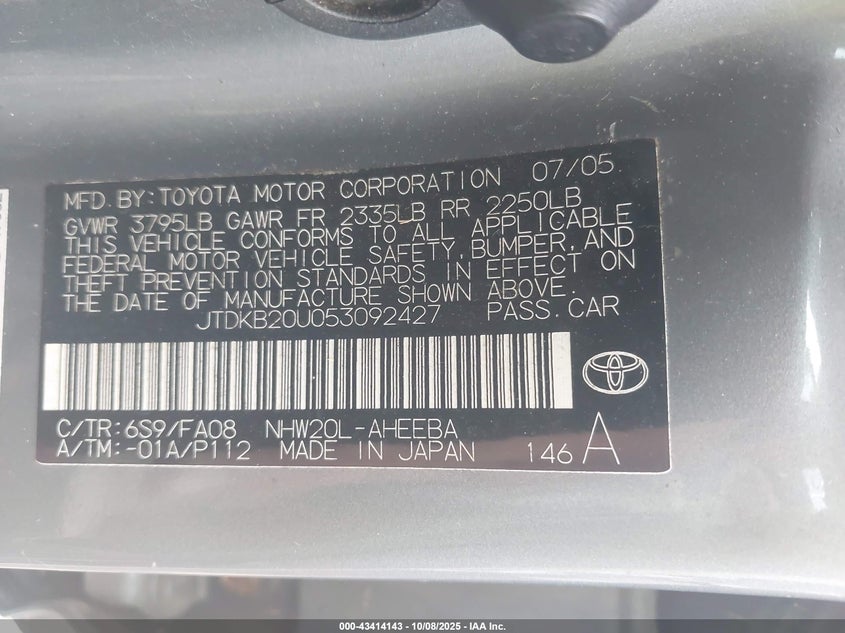 MFD. BY: TOYOTA MOTOR CORPORATION 07/05
GVWR 3795LB GAWR FR 2335LB RR 2250LB
THIS VEHICLE CONFORMS TO ALL APPLICABLE
FEDERAL MOTOR VEHICLE SAFETY, BUMPER, AND
THEFT PREVENTION STANDARDS IN EFFECT ON
THE DATE OF MANUFACTURE SHOWN ABOVE.
JTDKB20U053092427 PASS. CAR
C/TR: 6S9/FA08 NHW20L-AHEEBA
A/TM: -01A/P112 MADE IN JAPAN 146 A
000-43414143 - 10/08/2025 - IAA Inc.